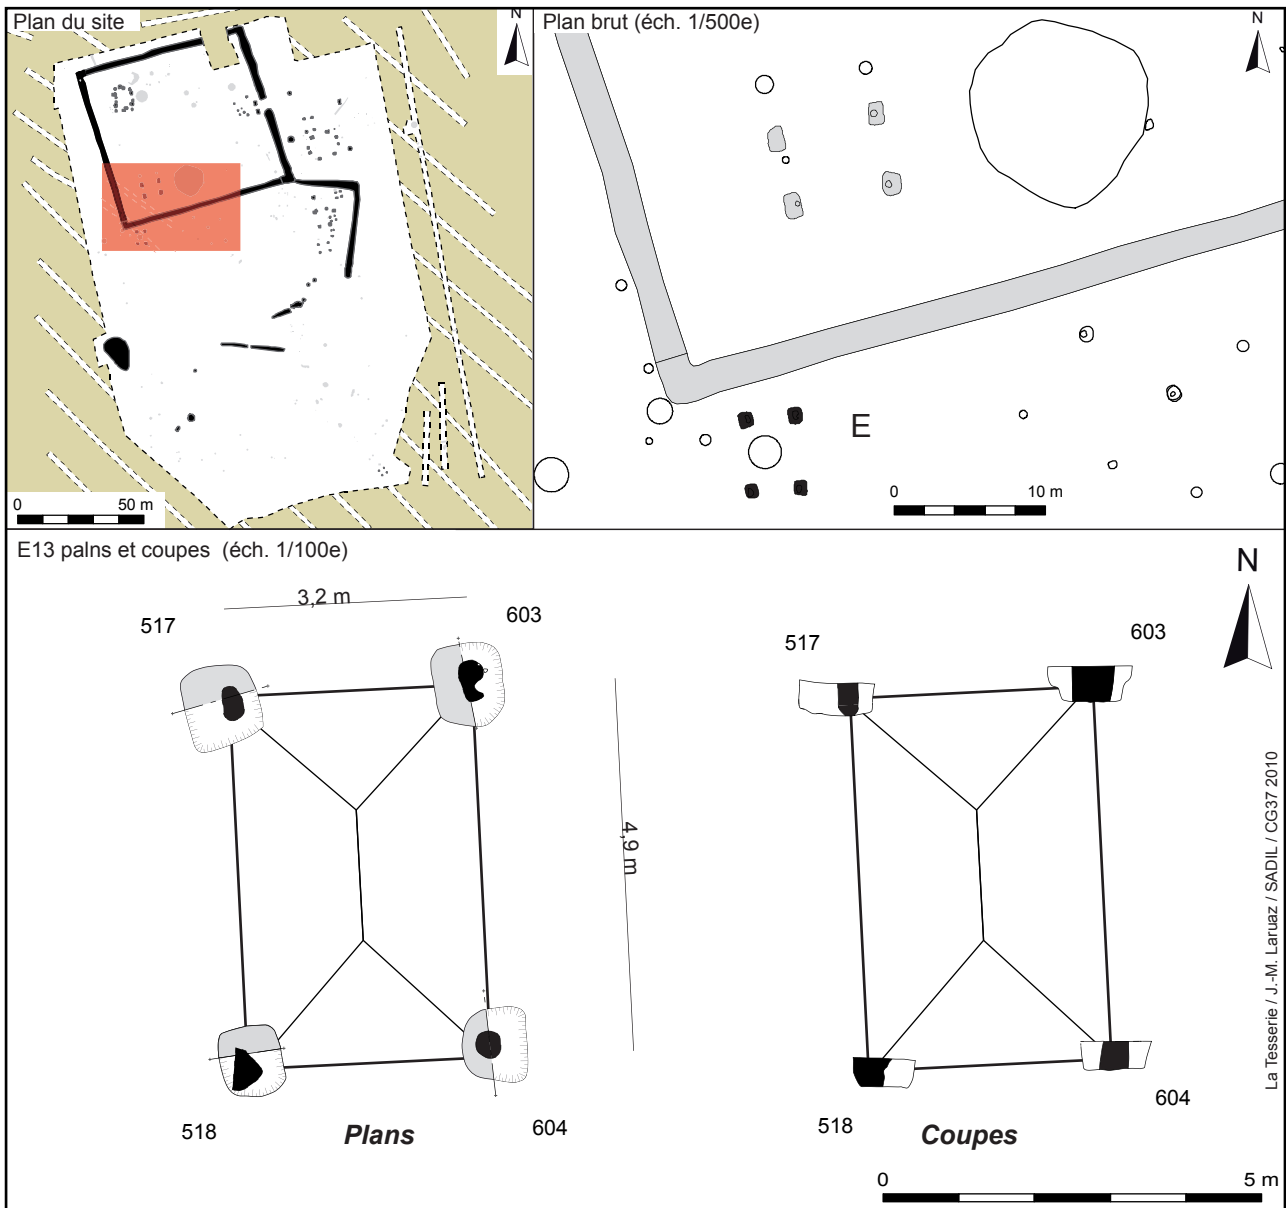 Plan du site
N
0 50 m
Plan brut (éch. 1/500e)
N
E
0 10 m
E13 palns et coupes (éch. 1/100e)
N
3,2 m
517
603
4,9 m
518
604
Plans
517
603
518
604
Coupes
0 5 m
La Tesserie / J.-M. Laruaz / SADIL / CG37 2010